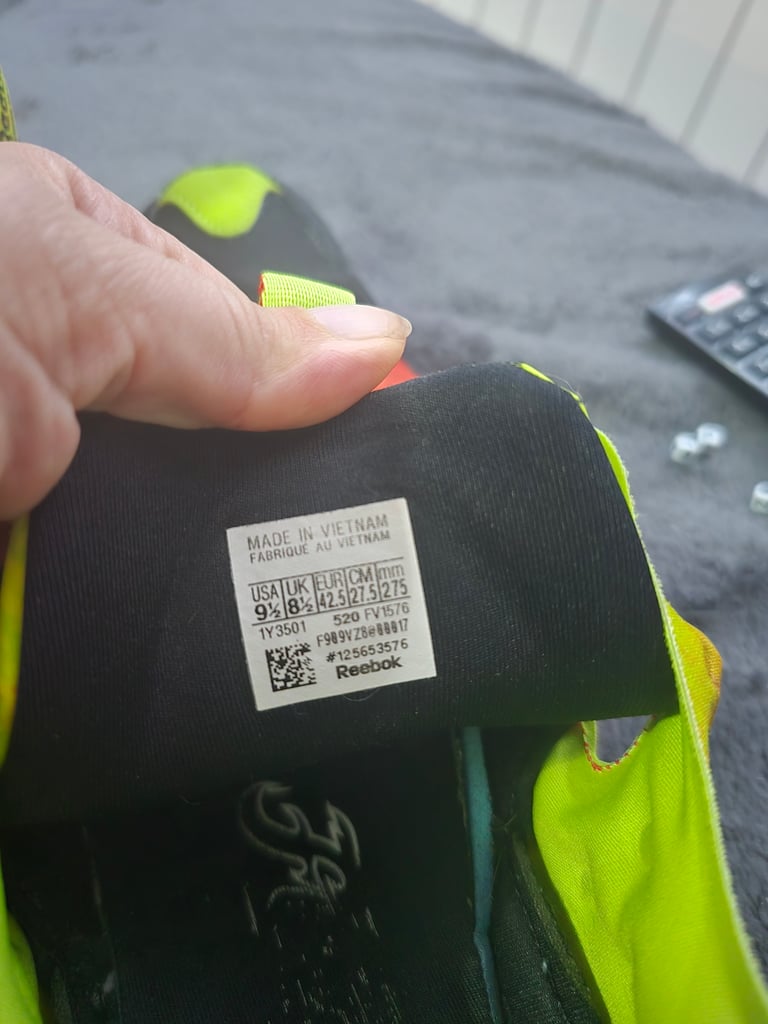 MADE IN VIETNAM
FABRIQUÉ AU VIETNAM
USA UK EUR CM mm
9½ 8½ 42.5 27.5 275
1Y3501 520 FV1576
#125653576
Reebok